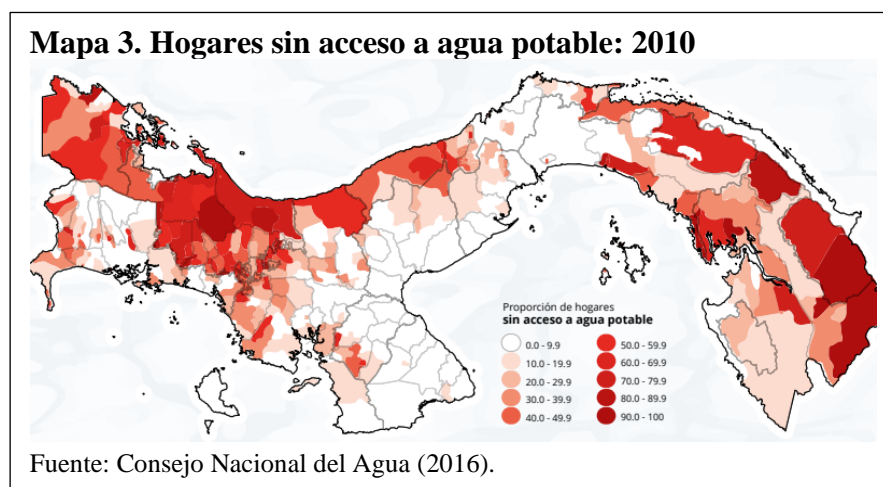 Mapa 3. Hogares sin acceso a agua potable: 2010
Proporción de hogares
sin acceso a agua potable
0.0 - 9.9
10.0 - 19.9
20.0 - 29.9
30.0 - 39.9
40.0 - 49.9
50.0 - 59.9
60.0 - 69.9
70.0 - 79.9
80.0 - 89.9
90.0 - 100
Fuente: Consejo Nacional del Agua (2016).